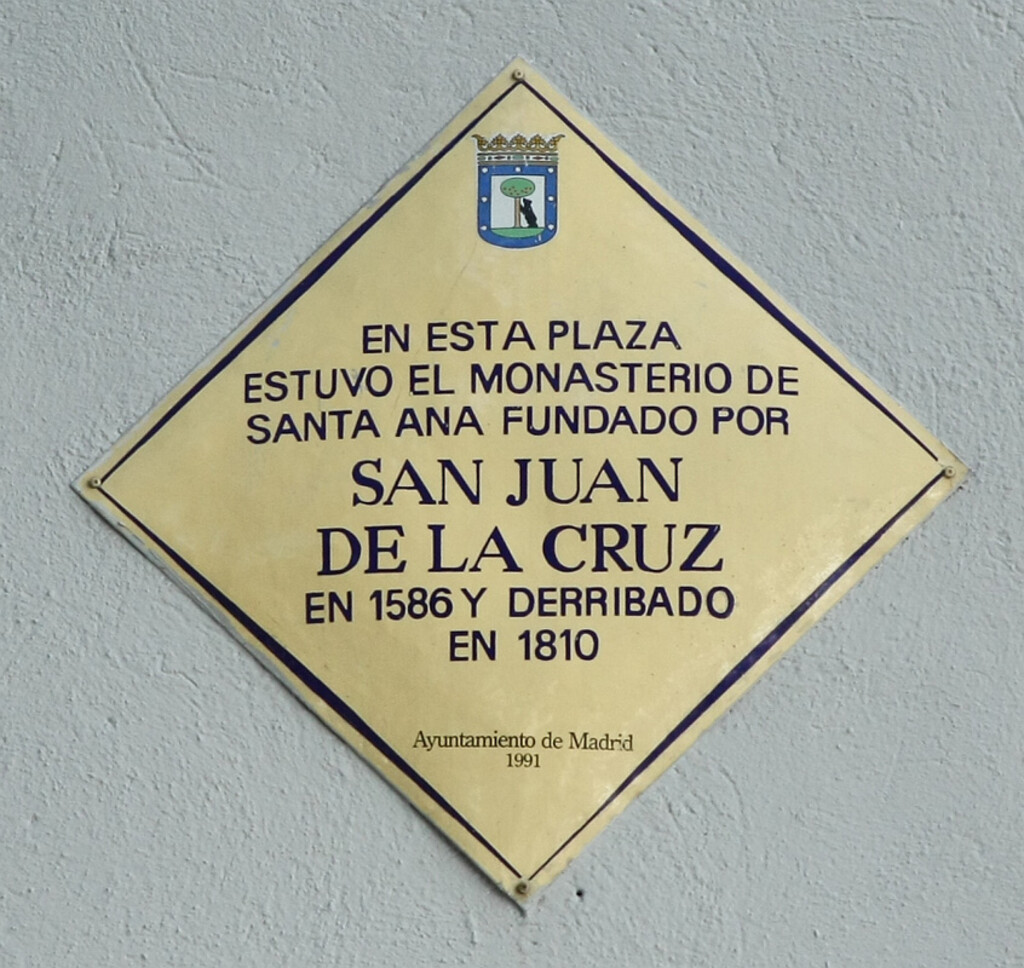 EN ESTA PLAZA
ESTUVO EL MONASTERIO DE
SANTA ANA FUNDADO POR
SAN JUAN
DE LA CRUZ
EN 1586 Y DERRIBADO
EN 1810
Ayuntamiento de Madrid
1991